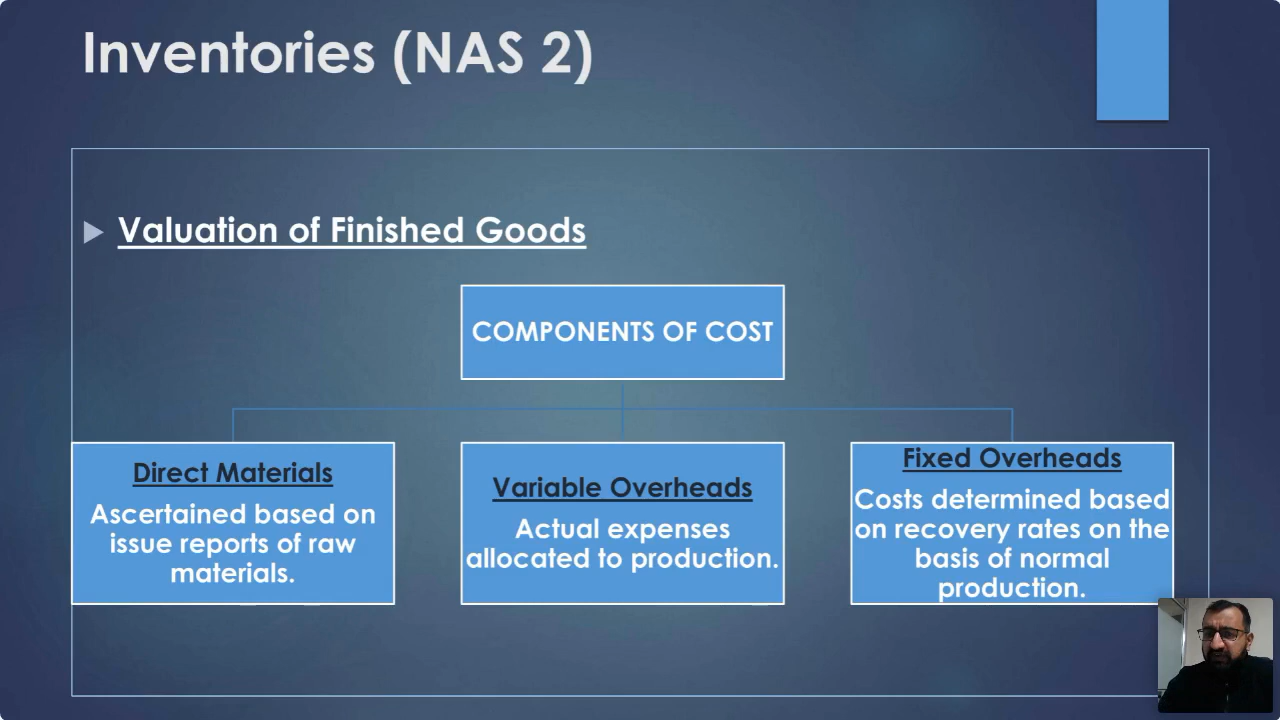 Inventories (NAS 2)
Valuation of Finished Goods
COMPONENTS OF COST
Direct Materials
Ascertained based on
issue reports of raw
materials.
Variable Overheads
Actual expenses
allocated to production.
Fixed Overheads
Costs determined based
on recovery rates on the
basis of normal
production.